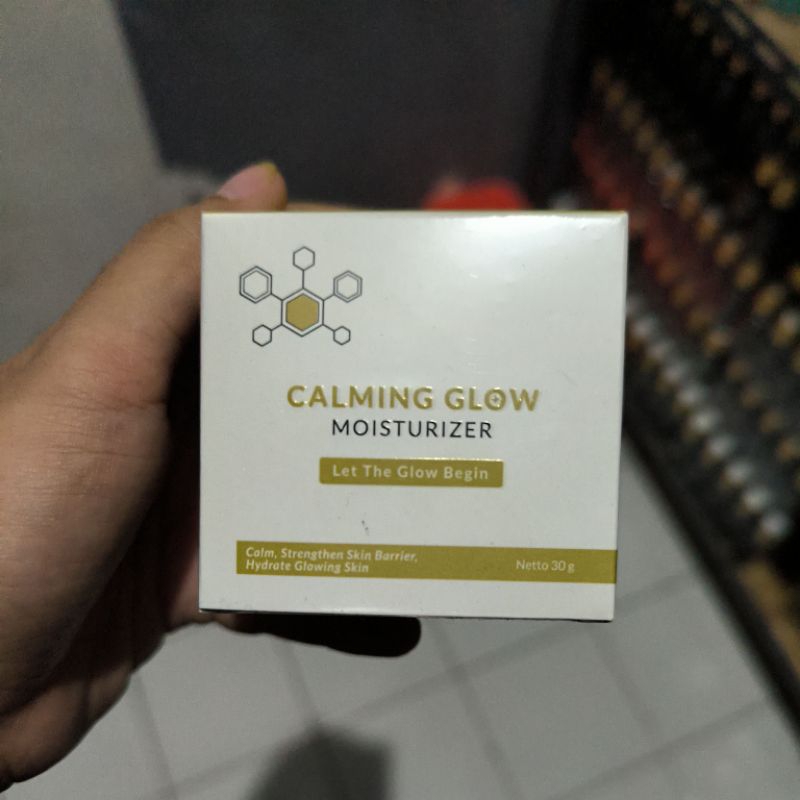 CALMING GLOW
MOISTURIZER
Let The Glow Begin
Calm, Strengthen Skin Barrier,
Hydrate Glowing Skin
Netto 30 g